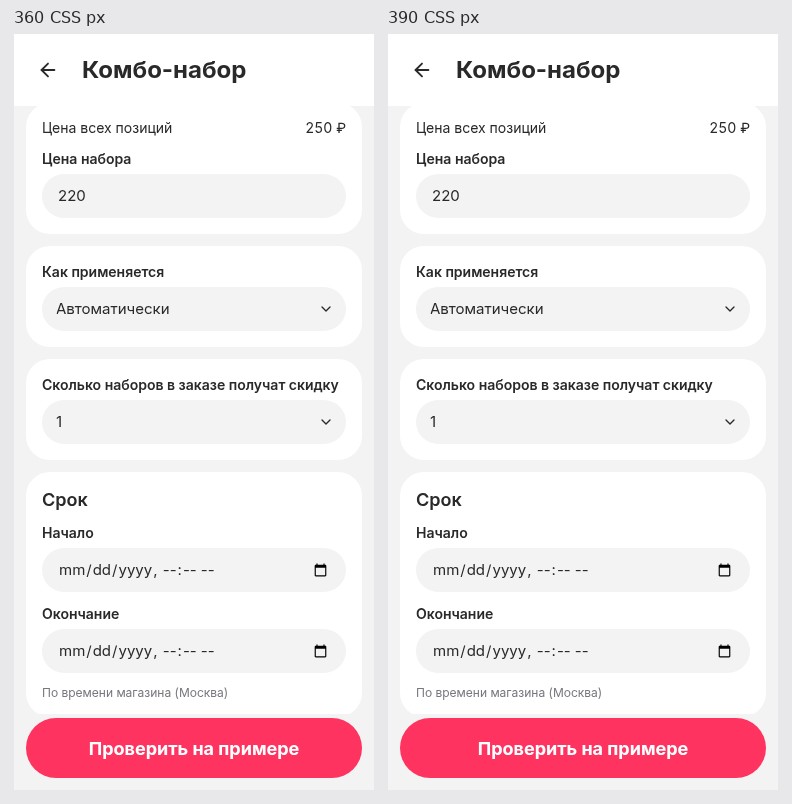 360 CSS px
Комбо-набор
Цена всех позиций 250 ₽
Цена набора
220
Как применяется
Автоматически
Сколько наборов в заказе получат скидку
1
Срок
Начало
mm/dd/yyyy, --:-- --
Окончание
mm/dd/yyyy, --:-- --
По времени магазина (Москва)
Проверить на примере
390 CSS px
Комбо-набор
Цена всех позиций 250 ₽
Цена набора
220
Как применяется
Автоматически
Сколько наборов в заказе получат скидку
1
Срок
Начало
mm/dd/yyyy, --:-- --
Окончание
mm/dd/yyyy, --:-- --
По времени магазина (Москва)
Проверить на примере